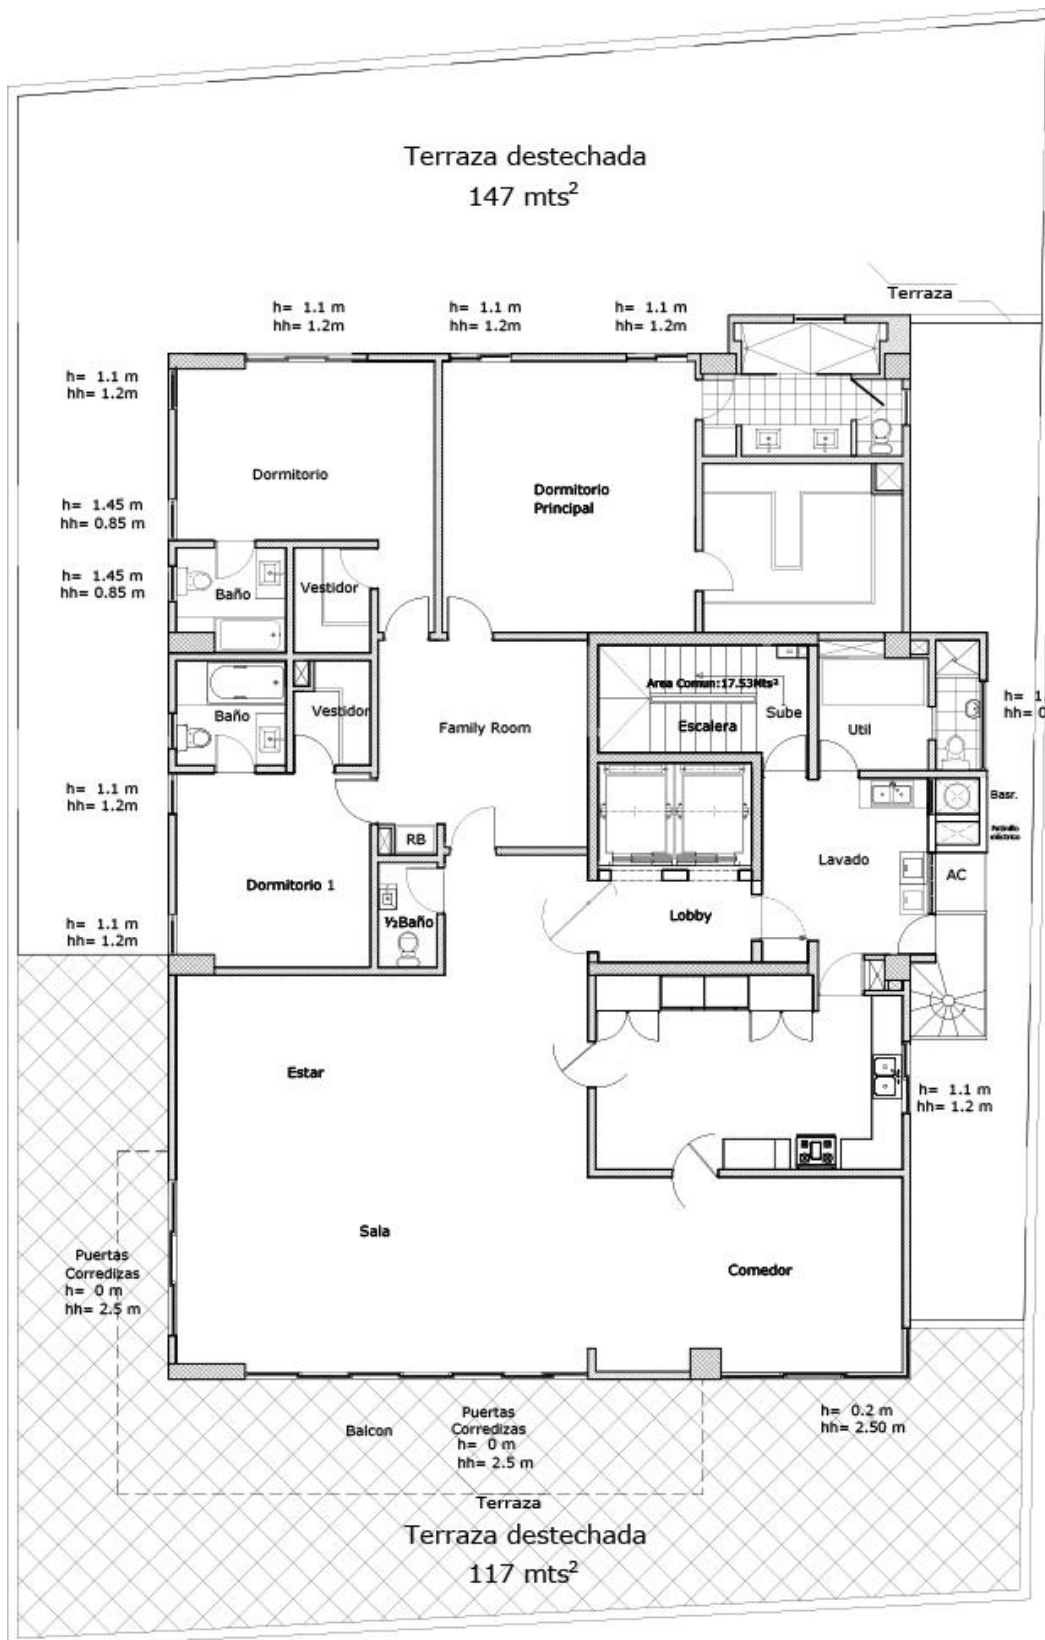 Terraza destechada
147 mts²
Terraza
h= 1.1 m
hh= 1.2m
h= 1.1 m
hh= 1.2m
h= 1.1 m
hh= 1.2m
h= 1.1 m
hh= 1.2m
Dormitorio
Dormitorio
Principal
h= 1.45 m
hh= 0.85 m
h= 1.45 m
hh= 0.85 m
Baño
Vestidor
Area Comun:17.53Mts²
Escalera
Sube
Util
h= 1.
hh= 0
Baño
Vestidor
Family Room
h= 1.1 m
hh= 1.2m
Basr.
RB
Lavado
AC
Dormitorio 1
½Baño
Lobby
h= 1.1 m
hh= 1.2m
Estar
h= 1.1 m
hh= 1.2 m
Sala
Comedor
Puertas
Corredizas
h= 0 m
hh= 2.5 m
Balcon
Puertas
Corredizas
h= 0 m
hh= 2.5 m
h= 0.2 m
hh= 2.50 m
Terraza
Terraza destechada
117 mts²